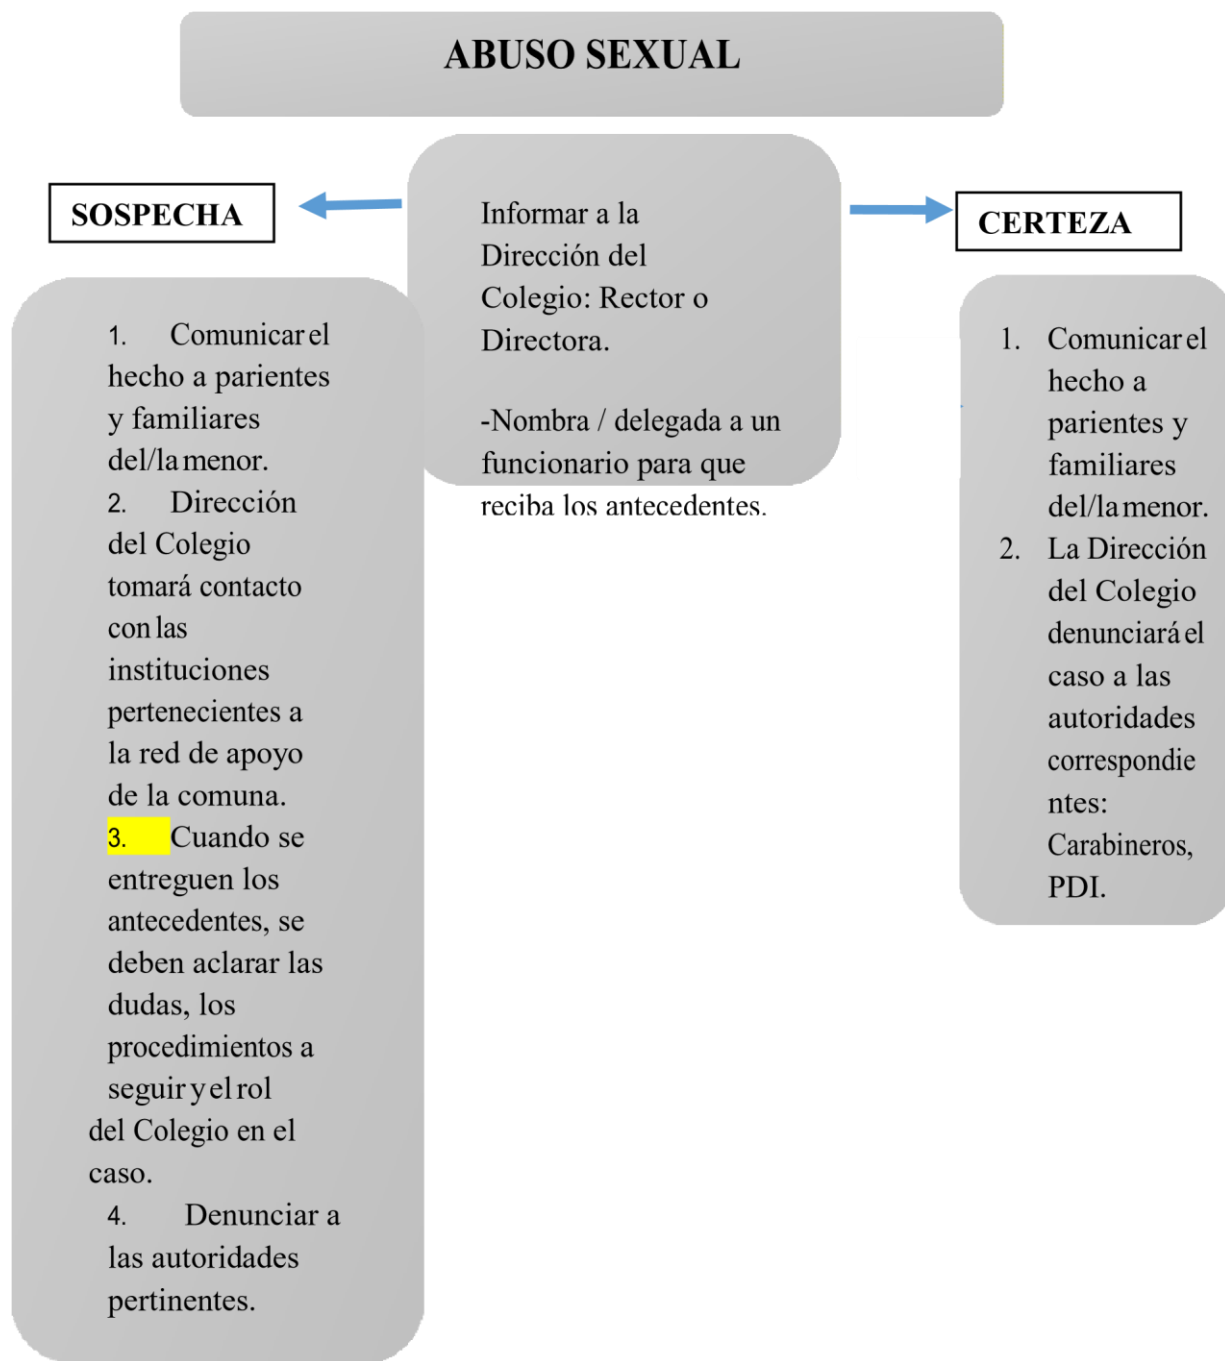 ABUSO SEXUAL
SOSPECHA
1. Comunicar el
hecho a parientes
y familiares
del/la menor.
2. Dirección
del Colegio
tomará contacto
con las
instituciones
pertenecientes a
la red de apoyo
de la comuna.
3. Cuando se
entreguen los
antecedentes, se
deben aclarar las
dudas, los
procedimientos a
seguir y el rol
del Colegio en el
caso.
4. Denunciar a
las autoridades
pertinentes.
Informar a la
Dirección del
Colegio: Rector o
Directora.
-Nombra / delegada a un
funcionario para que
reciba los antecedentes.
CERTEZA
1. Comunicar el
hecho a
parientes y
familiares
del/la menor.
2. La Dirección
del Colegio
denunciará el
caso a las
autoridades
correspondie
ntes:
Carabineros,
PDI.